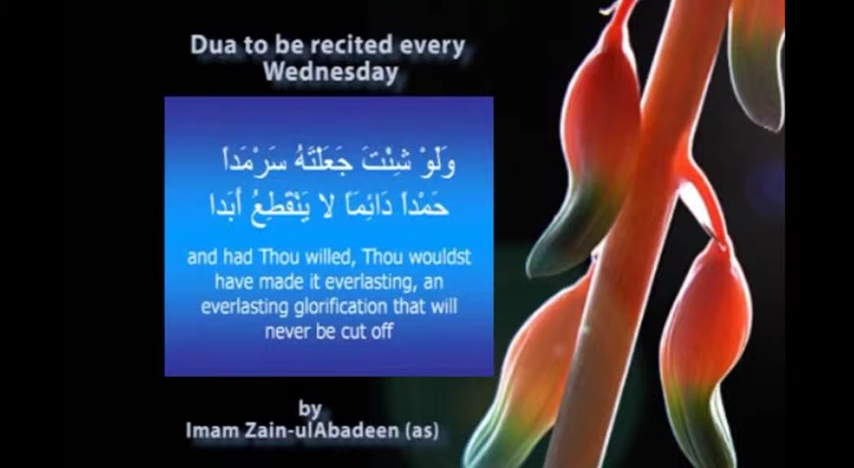 Dua to be recited every
Wednesday
وَلَوْ شِئْتَ جَعَلْتَهُ سَرْمَداً
حَمْداً دَائِمَاً لا يَنْقَطِعُ أَبَدا
and had Thou willed, Thou wouldst
have made it everlasting, an
everlasting glorification that will
never be cut off
by
Imam Zain-ulAbadeen (as)